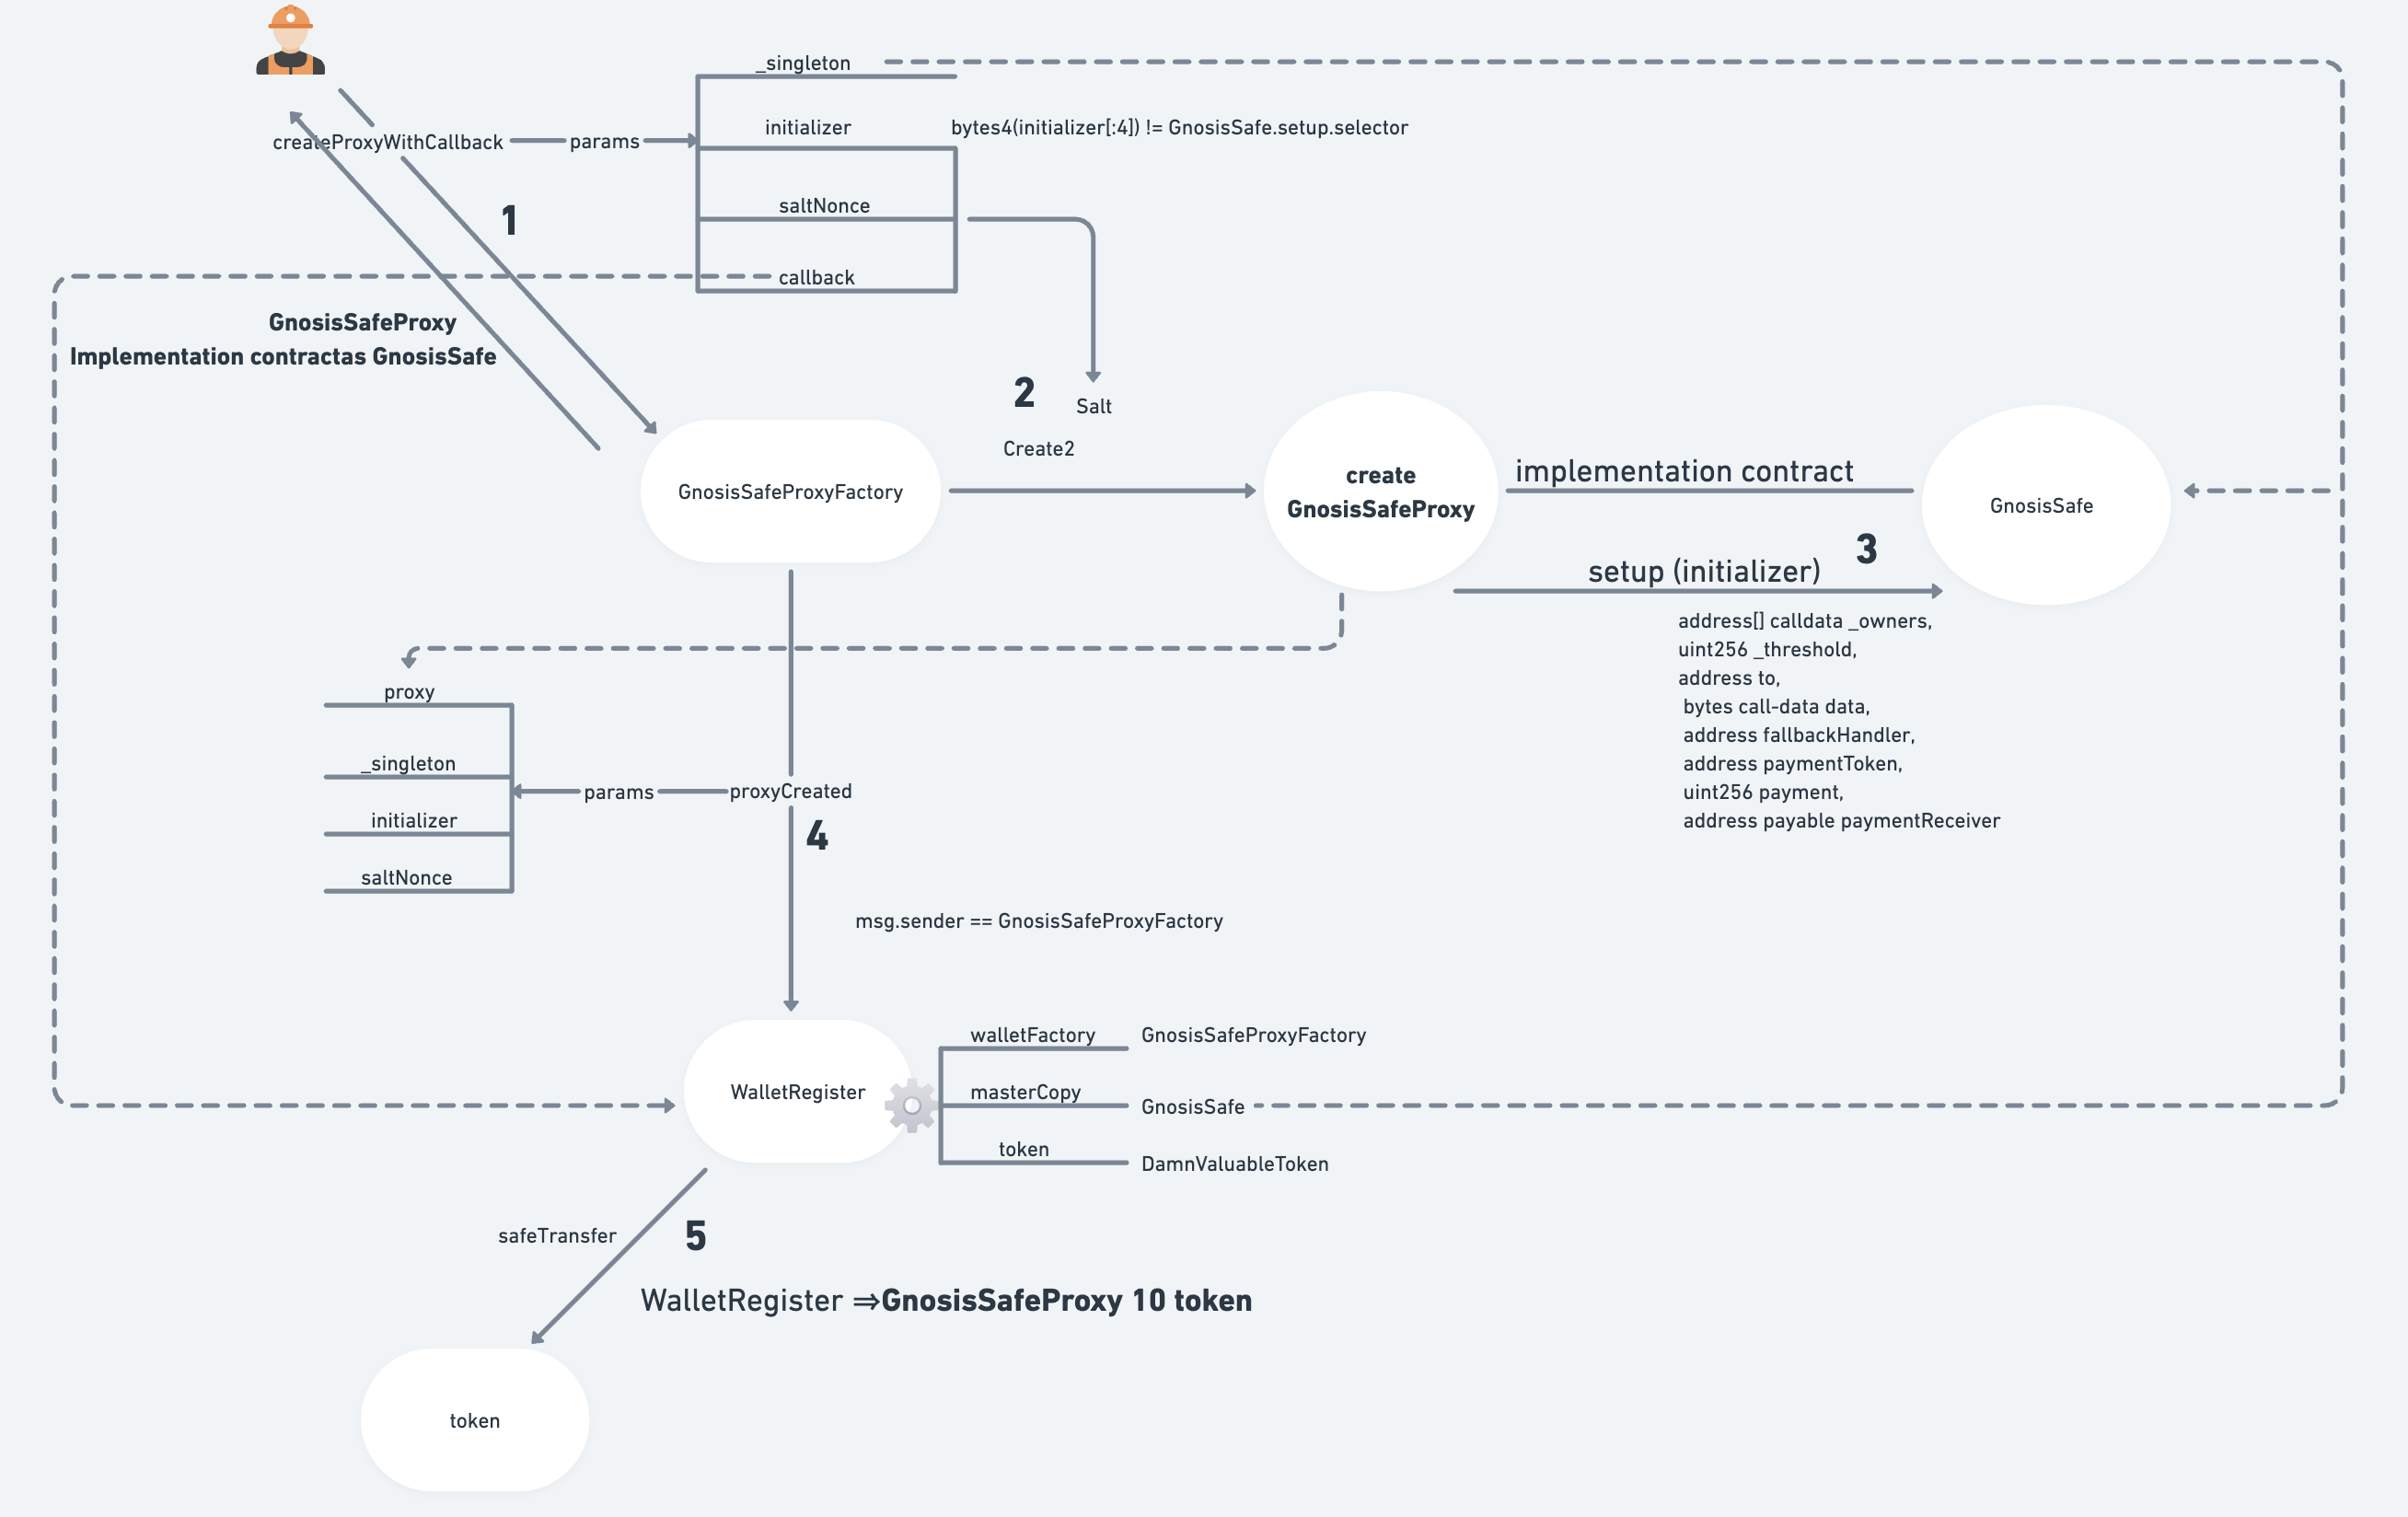 _singleton
initializer
bytes4(initializer[:4]) != GnosisSafe.setup.selector
createProxyWithCallback
params
saltNonce
1
callback
GnosisSafeProxy
Implementation contractas GnosisSafe
2
Salt
Create2
GnosisSafeProxyFactory
create
GnosisSafeProxy
implementation contract
GnosisSafe
setup (initializer)
3
address[] calldata _owners,
uint256 _threshold,
address to,
bytes call-data data,
address fallbackHandler,
address paymentToken,
uint256 payment,
address payable paymentReceiver
proxy
_singleton
initializer
saltNonce
params
proxyCreated
4
msg.sender == GnosisSafeProxyFactory
WalletRegister
walletFactory
GnosisSafeProxyFactory
masterCopy
GnosisSafe
token
DamnValuableToken
safeTransfer
5
WalletRegister ⇒GnosisSafeProxy 10 token
token